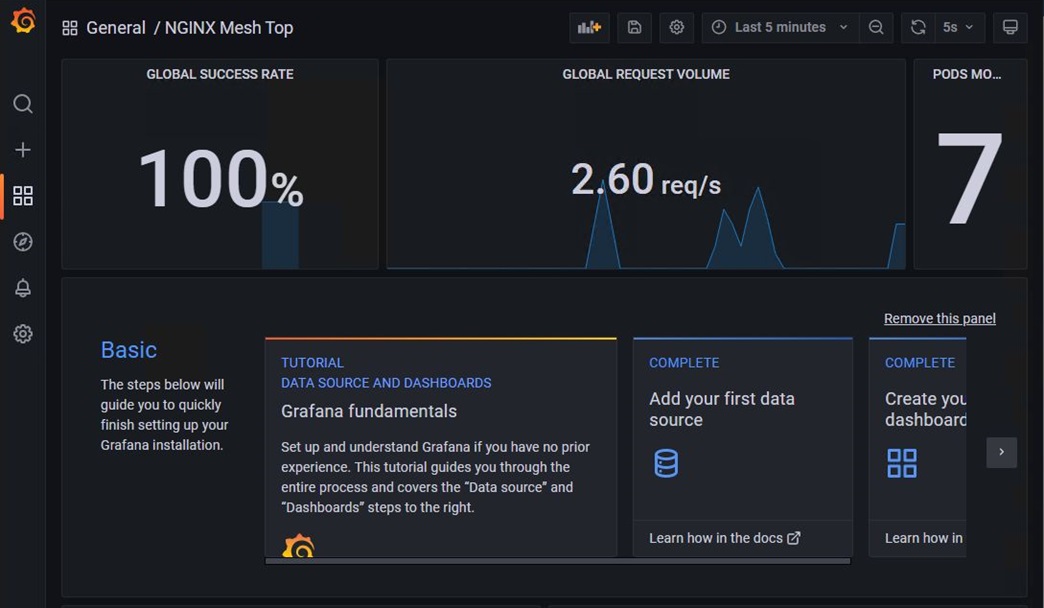 General / NGINX Mesh Top
Last 5 minutes
5s
GLOBAL SUCCESS RATE
GLOBAL REQUEST VOLUME
PODS MO...
100%
2.60 req/s
7
Remove this panel
Basic
The steps below will
guide you to quickly
finish setting up your
Grafana installation.
TUTORIAL
DATA SOURCE AND DASHBOARDS
Grafana fundamentals
Set up and understand Grafana if you have no prior
experience. This tutorial guides you through the
entire process and covers the “Data source” and
“Dashboards” steps to the right.
COMPLETE
Add your first data
source
Learn how in the docs
COMPLETE
Create you
dashboard
Learn how in